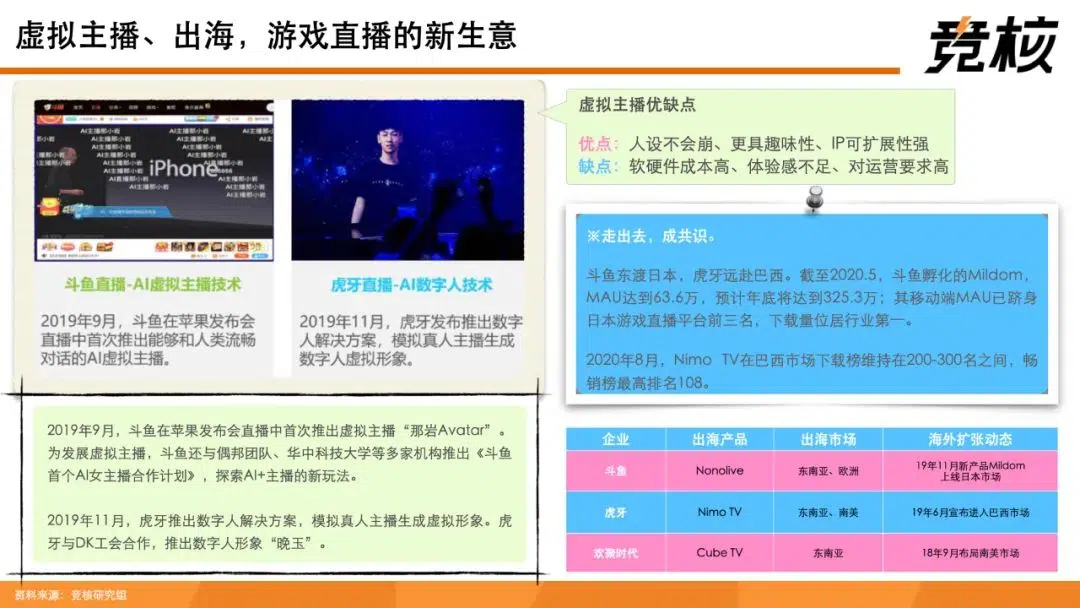 虚拟主播、出海，游戏直播的新生意
竞核
iPhone
斗鱼直播-AI虚拟主播技术
2019年9月，斗鱼在苹果发布会
直播中首次推出能够和人类流畅
对话的AI虚拟主播。
虎牙直播-AI数字人技术
2019年11月，虎牙发布推出数字
人解决方案，模拟真人主播生成
数字人虚拟形象。
虚拟主播优缺点
优点：人设不会崩、更具趣味性、IP可扩展性强
缺点：软硬件成本高、体验感不足、对运营要求高
※走出去，成共识。
斗鱼东渡日本，虎牙远赴巴西。截至2020.5，斗鱼孵化的Mildom，
MAU达到63.6万，预计年底将达到325.3万；其移动端MAU已跻身
日本游戏直播平台前三名，下载量位居行业第一。
2020年8月，Nimo TV在巴西市场下载榜维持在200-300名之间，畅
销榜最高排名108。
2019年9月，斗鱼在苹果发布会直播中首次推出虚拟主播“那岩Avatar”。
为发展虚拟主播，斗鱼还与偶邦团队、华中科技大学等多家机构推出《斗鱼
首个AI女主播合作计划》，探索AI+主播的新玩法。
2019年11月，虎牙推出数字人解决方案，模拟真人主播生成虚拟形象。虎
牙与DK工会合作，推出数字人形象“晚玉”。
企业 出海产品 出海市场 海外扩张动态
斗鱼 Nonolive 东南亚、欧洲 19年11月新产品Mildom
上线日本市场
虎牙 Nimo TV 东南亚、南美 19年6月宣布进入巴西市场
欢聚时代 Cube TV 东南亚 18年9月布局南美市场
资料来源：竞核研究组